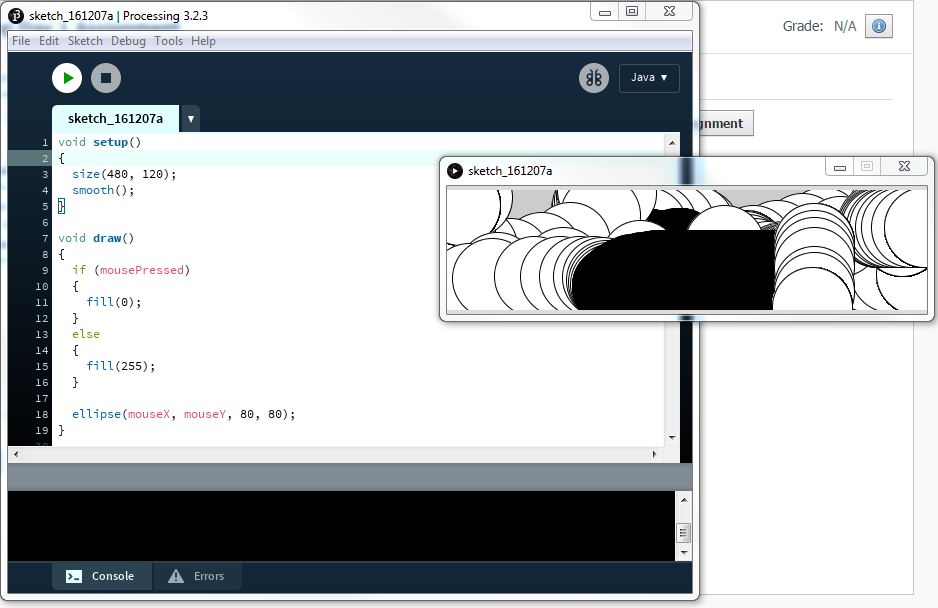 sketch_161207a | Processing 3.2.3
File Edit Sketch Debug Tools Help
Grade: N/A
Java ▼
sketch_161207a ▼
gnment
1 void setup()
2 {
3   size(480, 120);
4   smooth();
5 }
6
7 void draw()
8 {
9   if (mousePressed)
10   {
11     fill(0);
12   }
13   else
14   {
15     fill(255);
16   }
17
18   ellipse(mouseX, mouseY, 80, 80);
19 }
sketch_161207a
Console Errors